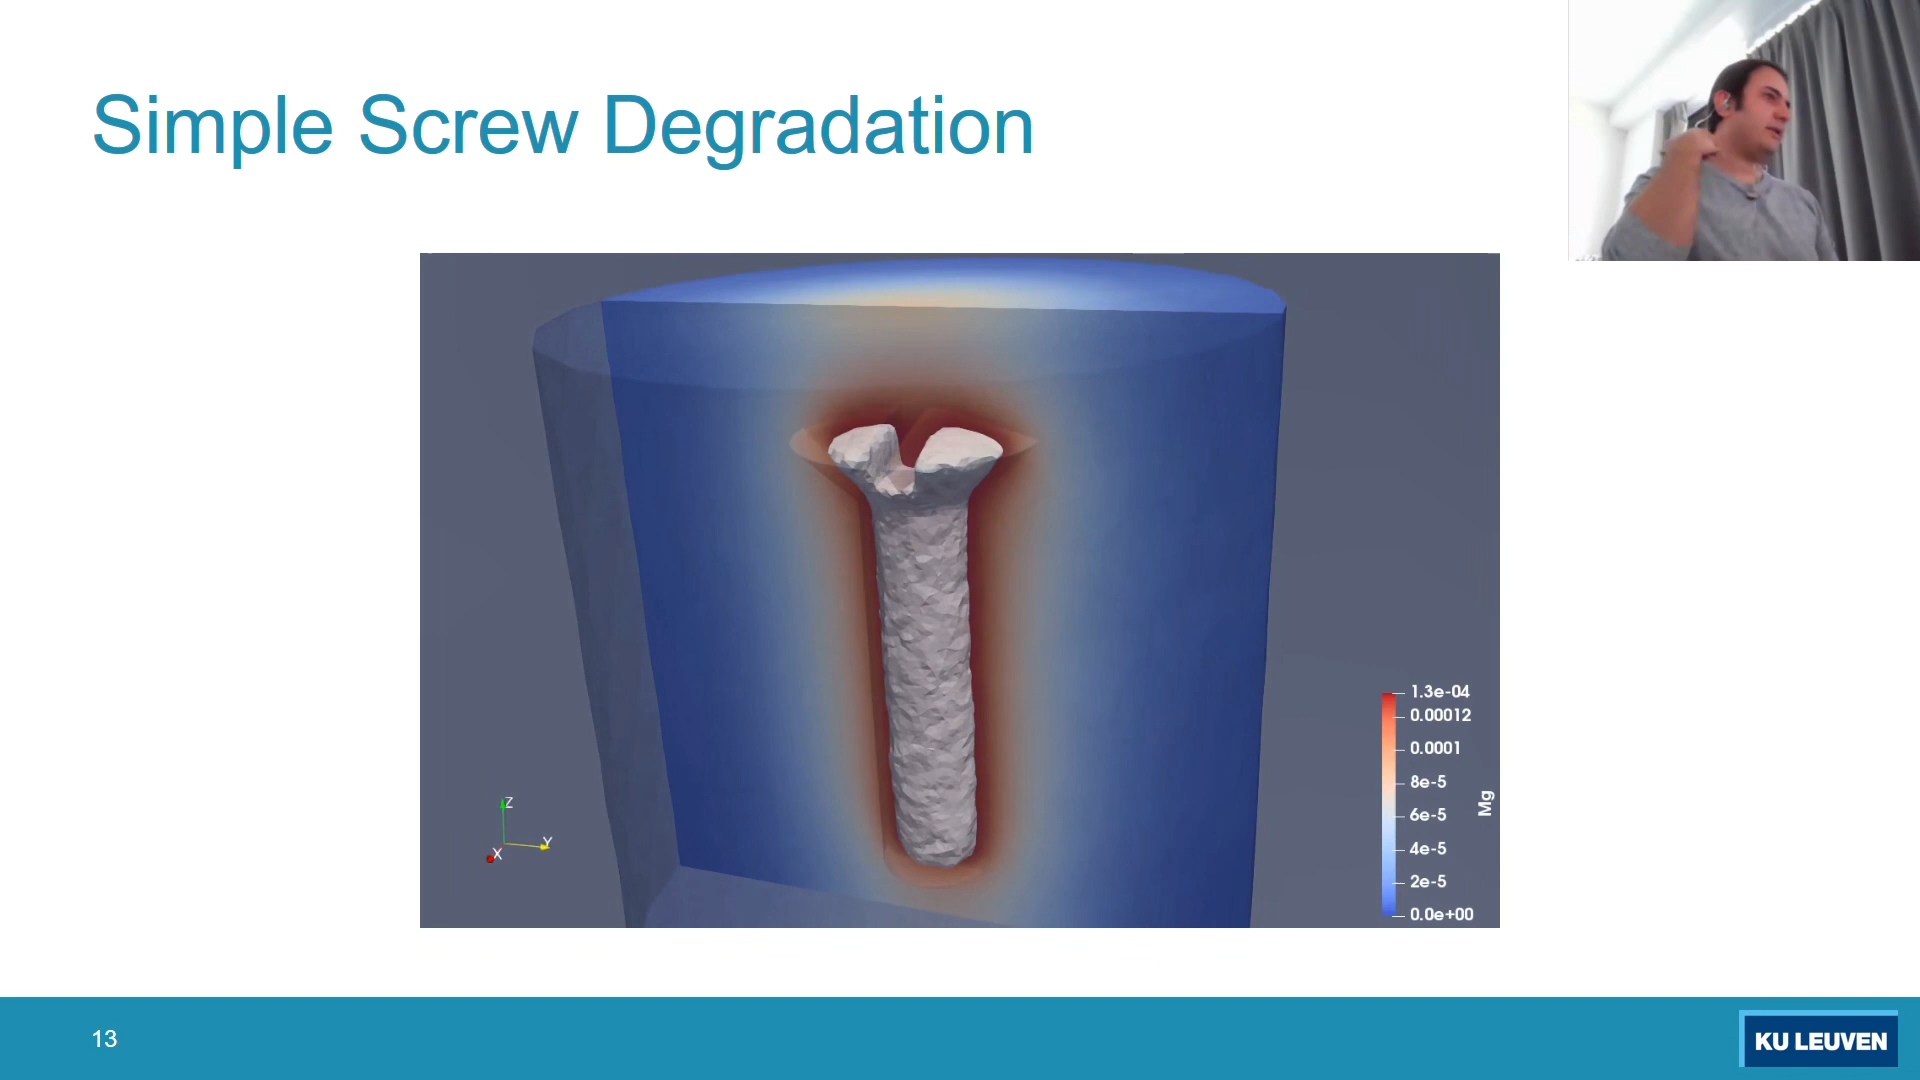 Simple Screw Degradation
1.3e-04
0.00012
0.0001
8e-5
6e-5
4e-5
2e-5
0.0e+00
Mg
Z
Y
X
13
KU LEUVEN